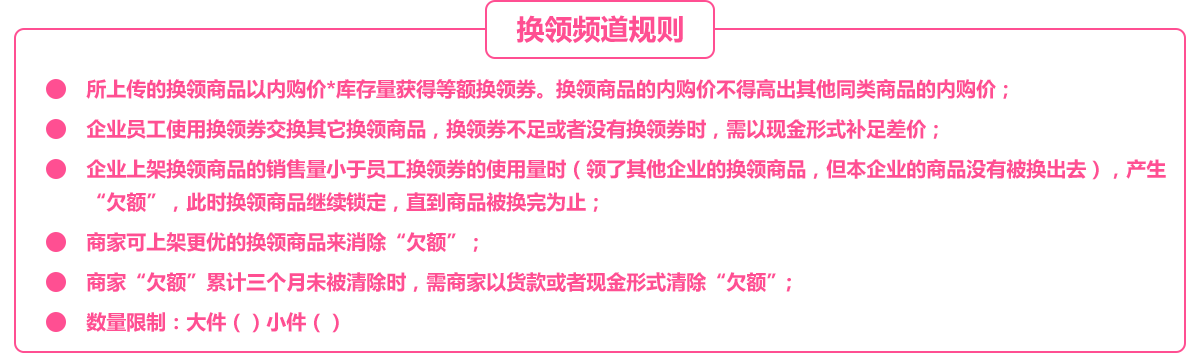 换领频道规则
所上传的换领商品以内购价*库存量获得等额换领券。换领商品的内购价不得高出其他同类商品的内购价；
企业员工使用换领券交换其它换领商品，换领券不足或者没有换领券时，需以现金形式补足差价；
企业上架换领商品的销售量小于员工换领券的使用量时（领了其他企业的换领商品，但本企业的商品没有被换出去），产生
“欠额”，此时换领商品继续锁定，直到商品被换完为止；
商家可上架更优的换领商品来消除“欠额”；
商家“欠额”累计三个月未被清除时，需商家以货款或者现金形式清除“欠额”；
数量限制：大件（ ）小件（ ）